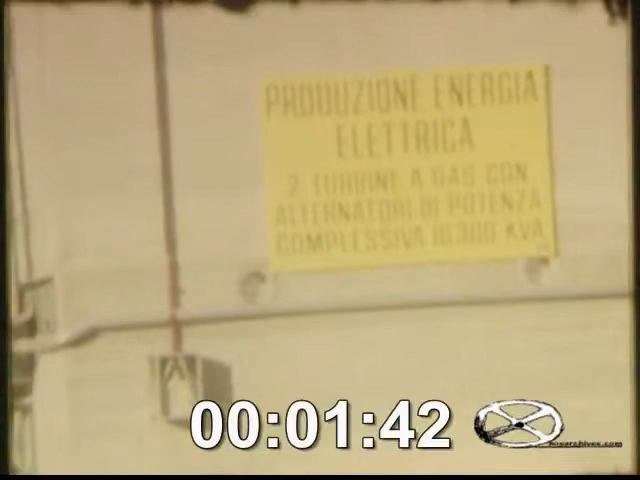 PRODUZIONE ENERGIA
ELETTRICA
2 TURBINE A GAS CON
ALTERNATORI DI POTENZA
COMPLESSIVA 16300 KVA
00:01:42